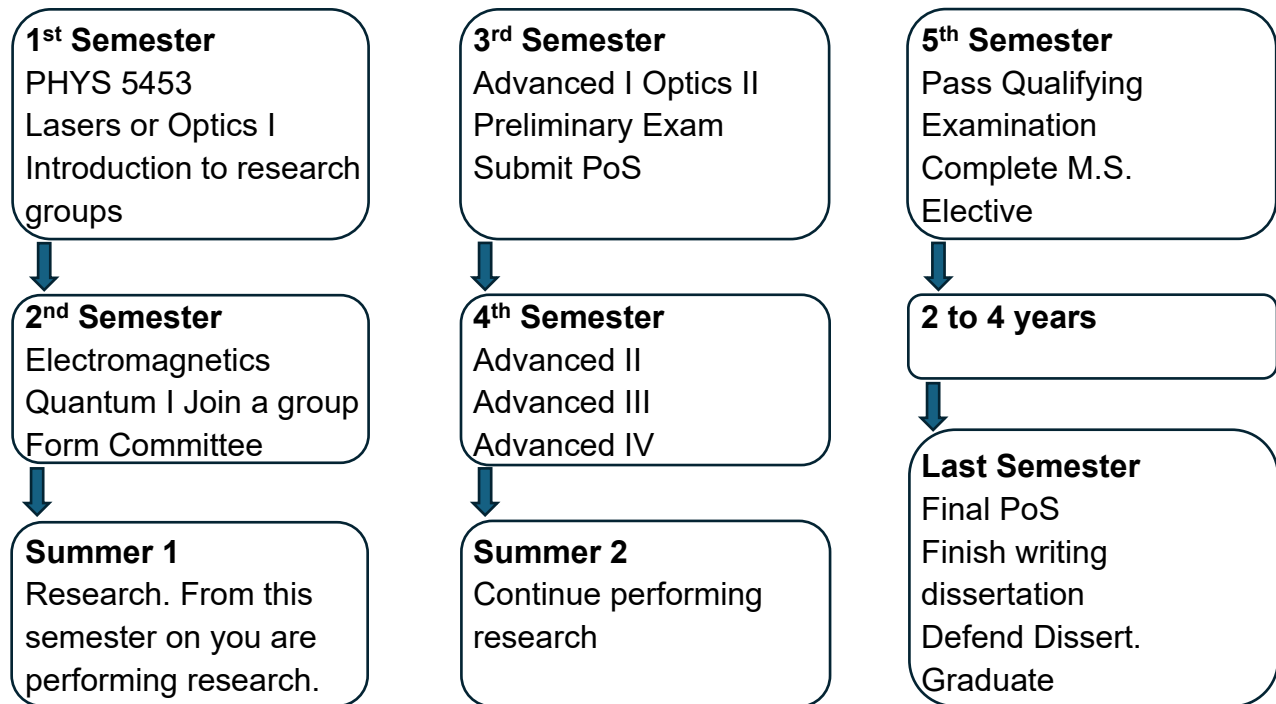 1st Semester
PHYS 5453
Lasers or Optics I
Introduction to research
groups
2nd Semester
Electromagnetics
Quantum I Join a group
Form Committee
Summer 1
Research. From this
semester on you are
performing research.
3rd Semester
Advanced I Optics II
Preliminary Exam
Submit PoS
4th Semester
Advanced II
Advanced III
Advanced IV
Summer 2
Continue performing
research
5th Semester
Pass Qualifying
Examination
Complete M.S.
Elective
2 to 4 years
Last Semester
Final PoS
Finish writing
dissertation
Defend Dissert.
Graduate